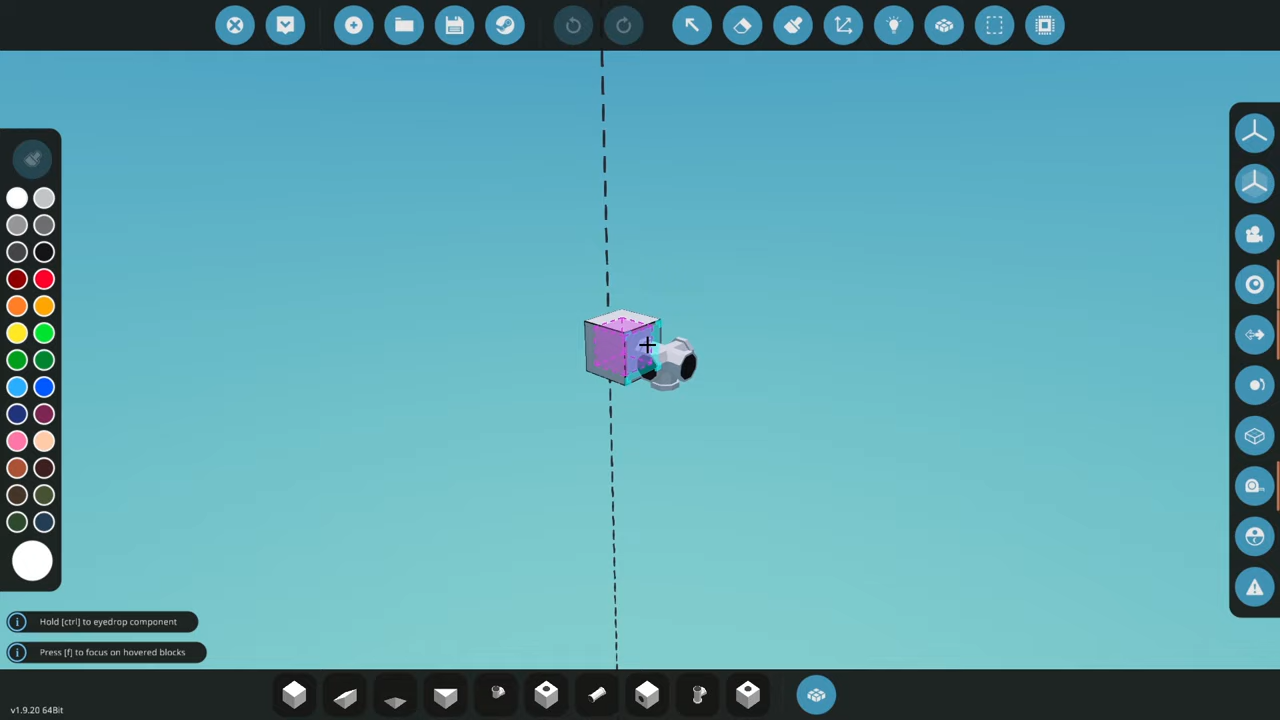 Hold [ctrl] to eyedrop component
Press [f] to focus on hovered blocks
v1.9.20 64Bit